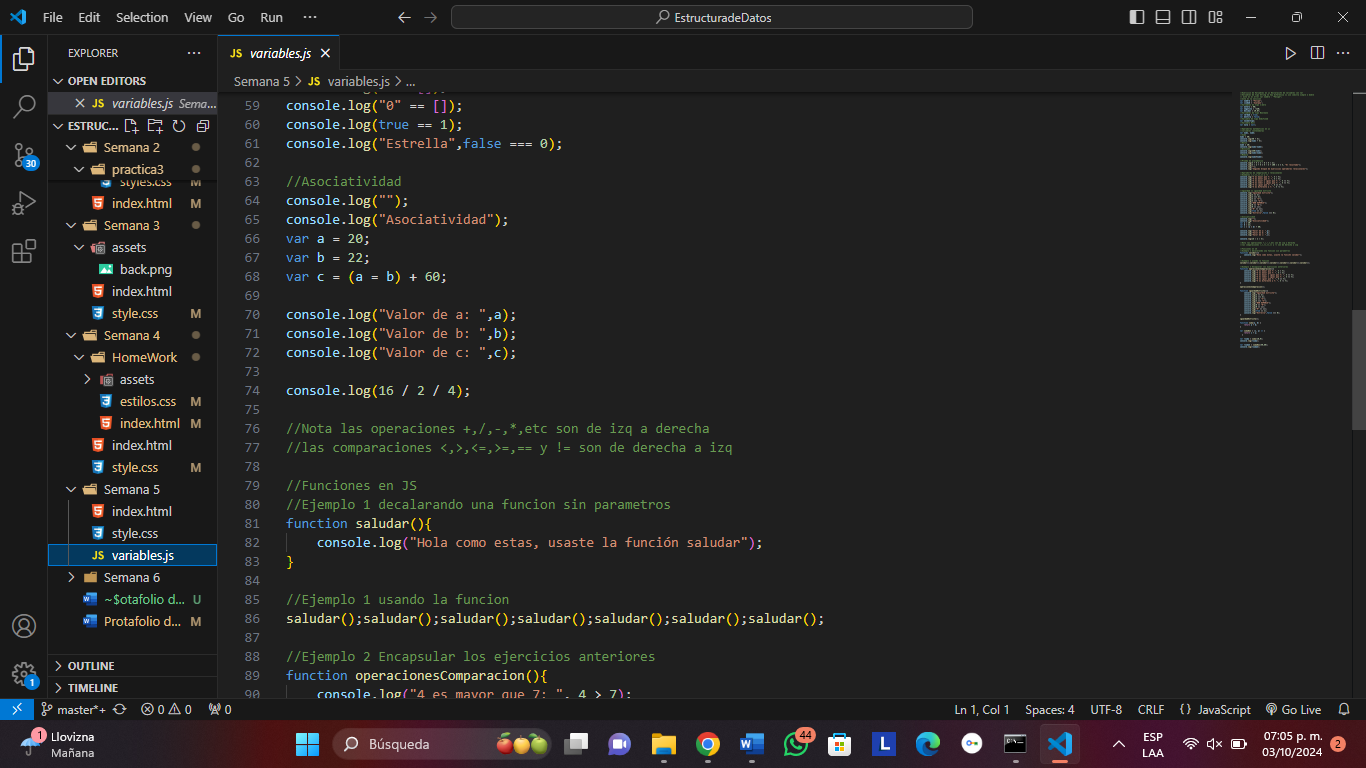 File Edit Selection View Go Run ··· EstructuradeDatos
EXPLORER ···
OPEN EDITORS
JS variables.js Sema...
ESTRUC...
Semana 2
practica3
styles.css M
index.html M
Semana 3
assets
back.png
index.html
style.css M
Semana 4
HomeWork
assets
estilos.css M
index.html M
index.html
style.css M
Semana 5
index.html
style.css
JS variables.js
Semana 6
~$otafolio d... U
Protafolio d... M
OUTLINE
TIMELINE
30
1
JS variables.js
Semana 5 > JS variables.js > ...
59 console.log("0" == []);
60 console.log(true == 1);
61 console.log("Estrella",false === 0);
62
63 //Asociatividad
64 console.log("");
65 console.log("Asociatividad");
66 var a = 20;
67 var b = 22;
68 var c = (a = b) + 60;
69
70 console.log("Valor de a: ",a);
71 console.log("Valor de b: ",b);
72 console.log("Valor de c: ",c);
73
74 console.log(16 / 2 / 4);
75
76 //Nota las operaciones +,/,-,*,etc son de izq a derecha
77 //las comparaciones <,>,<=,>=,== y != son de derecha a izq
78
79 //Funciones en JS
80 //Ejemplo 1 decalarando una funcion sin parametros
81 function saludar(){
82 console.log("Hola como estas, usaste la función saludar");
83 }
84
85 //Ejemplo 1 usando la funcion
86 saludar();saludar();saludar();saludar();saludar();saludar();saludar();
87
88 //Ejemplo 2 Encapsular los ejercicios anteriores
89 function operacionesComparacion(){
90 console.log("4 es mayor que 7: ", 4 > 7);
master*+ 0 0 0 Ln 1, Col 1 Spaces: 4 UTF-8 CRLF {} JavaScript Go Live
1 Llovizna
Mañana
Búsqueda
44
L
ESP
LAA
07:05 p. m.
03/10/2024
2